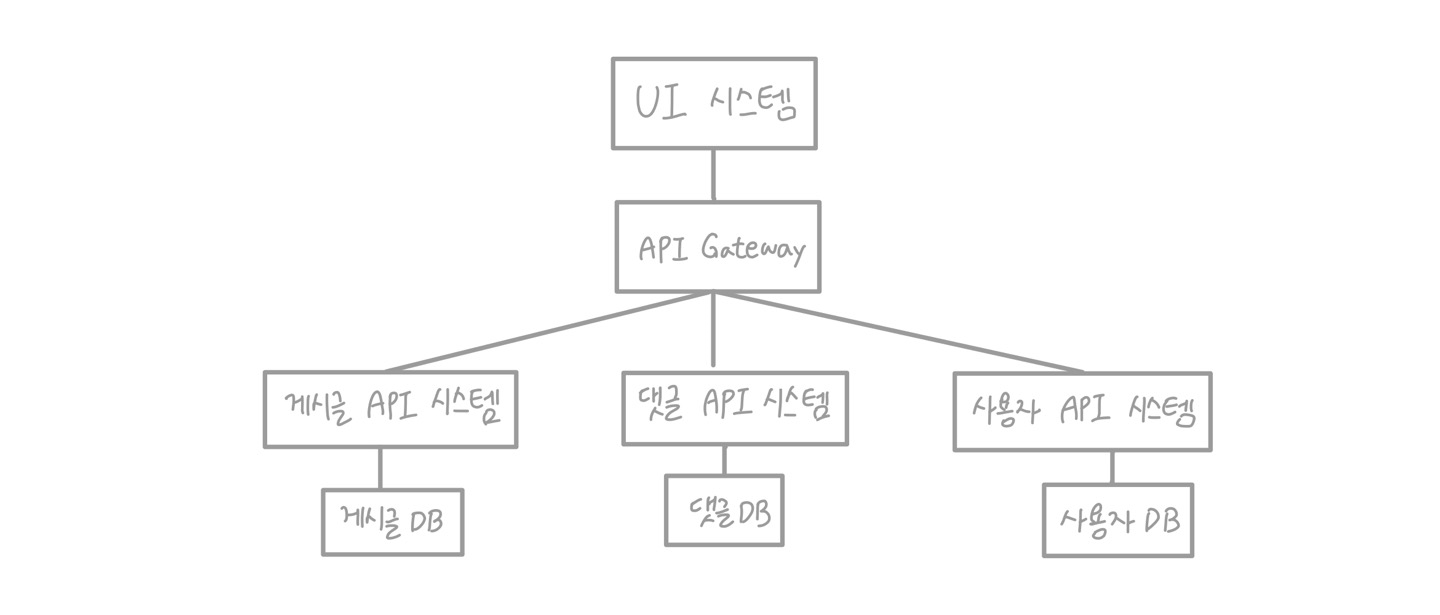 UI 시스템
API Gateway
게시글 API 시스템
댓글 API 시스템
사용자 API 시스템
게시글 DB
댓글 DB
사용자 DB